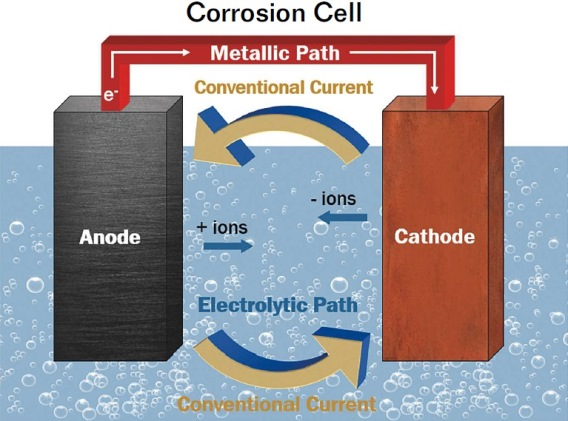 Corrosion Cell
Metallic Path
e-
Conventional Current
- ions
+ ions
Anode
Cathode
Electrolytic Path
Conventional Current